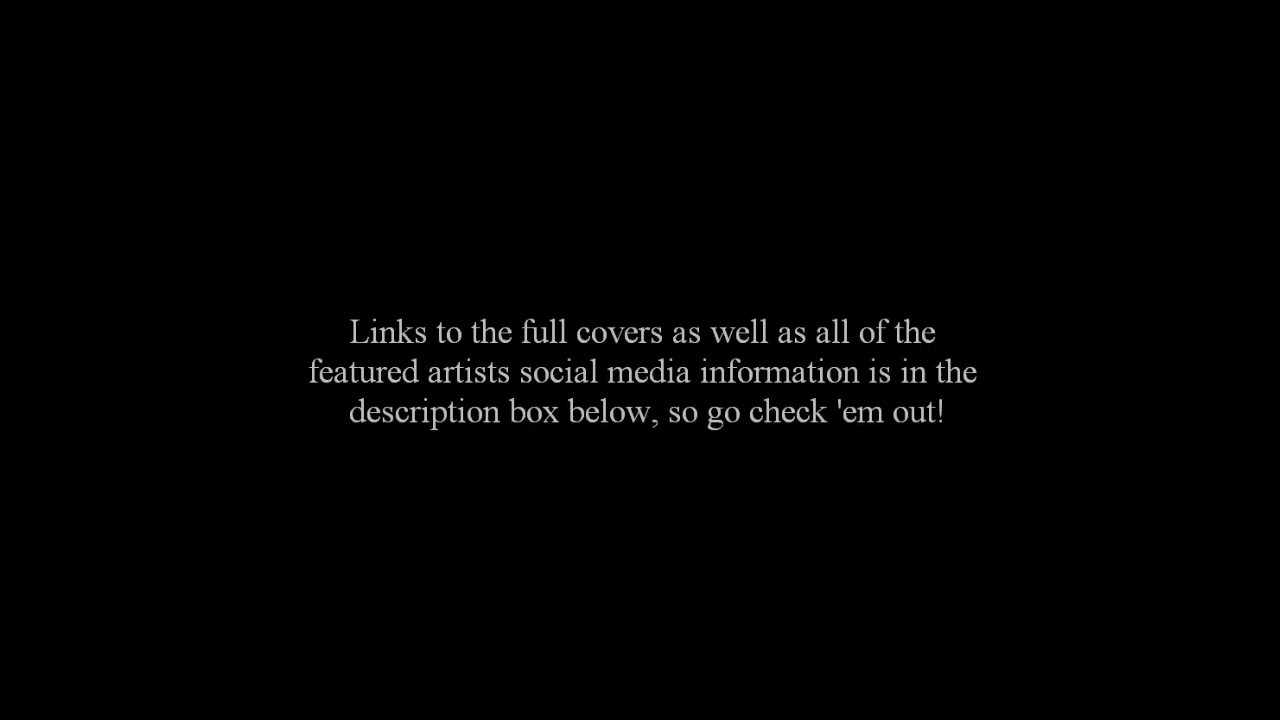 Links to the full covers as well as all of the
featured artists social media information is in the
description box below, so go check 'em out!